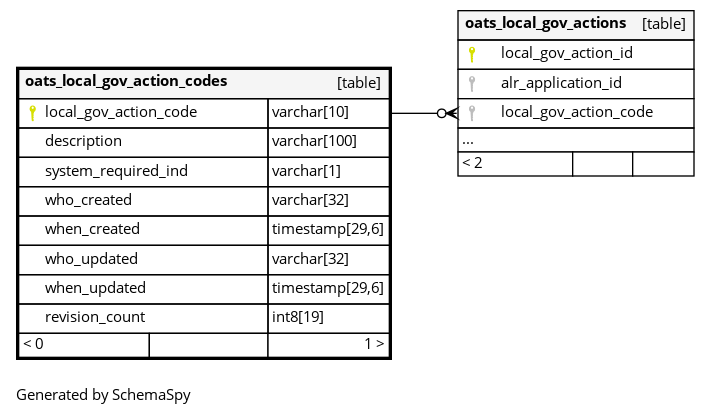 oats_local_gov_action_codes [table]
local_gov_action_code varchar[10]
description varchar[100]
system_required_ind varchar[1]
who_created varchar[32]
when_created timestamp[29,6]
who_updated varchar[32]
when_updated timestamp[29,6]
revision_count int8[19]
< 0 1 >
oats_local_gov_actions [table]
local_gov_action_id
alr_application_id
local_gov_action_code
...
< 2
Generated by SchemaSpy